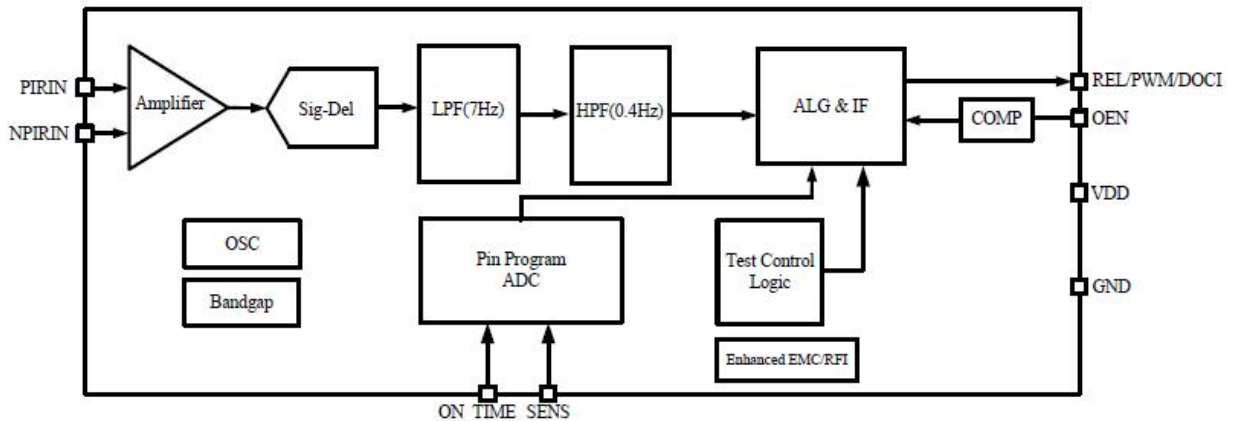 PIRIN
NPIRIN
Amplifier
Sig-Del
LPF(7Hz)
HPF(0.4Hz)
ALG & IF
REL/PWM/DOCI
COMP
OEN
VDD
GND
OSC
Bandgap
Pin Program
ADC
Test Control
Logic
Enhanced EMC/RFI
ON TIME
SENS